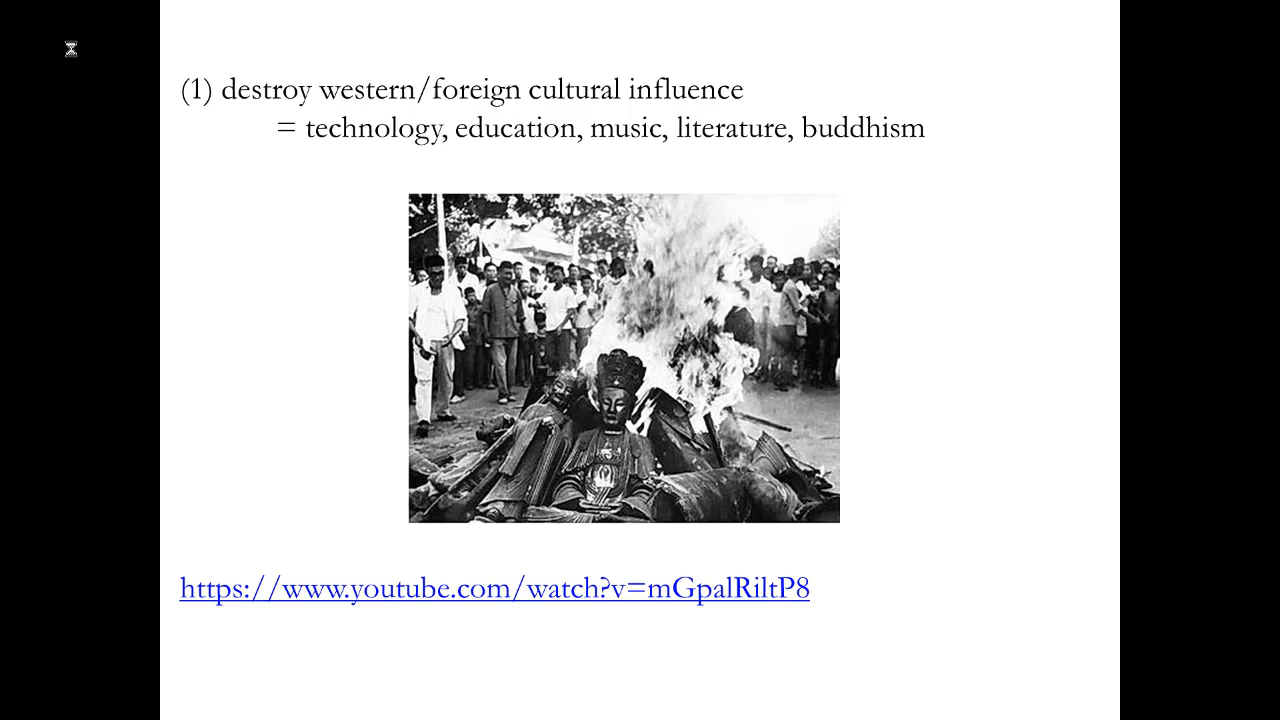 (1) destroy western/foreign cultural influence
= technology, education, music, literature, buddhism
https://www.youtube.com/watch?v=mGpalRiltP8